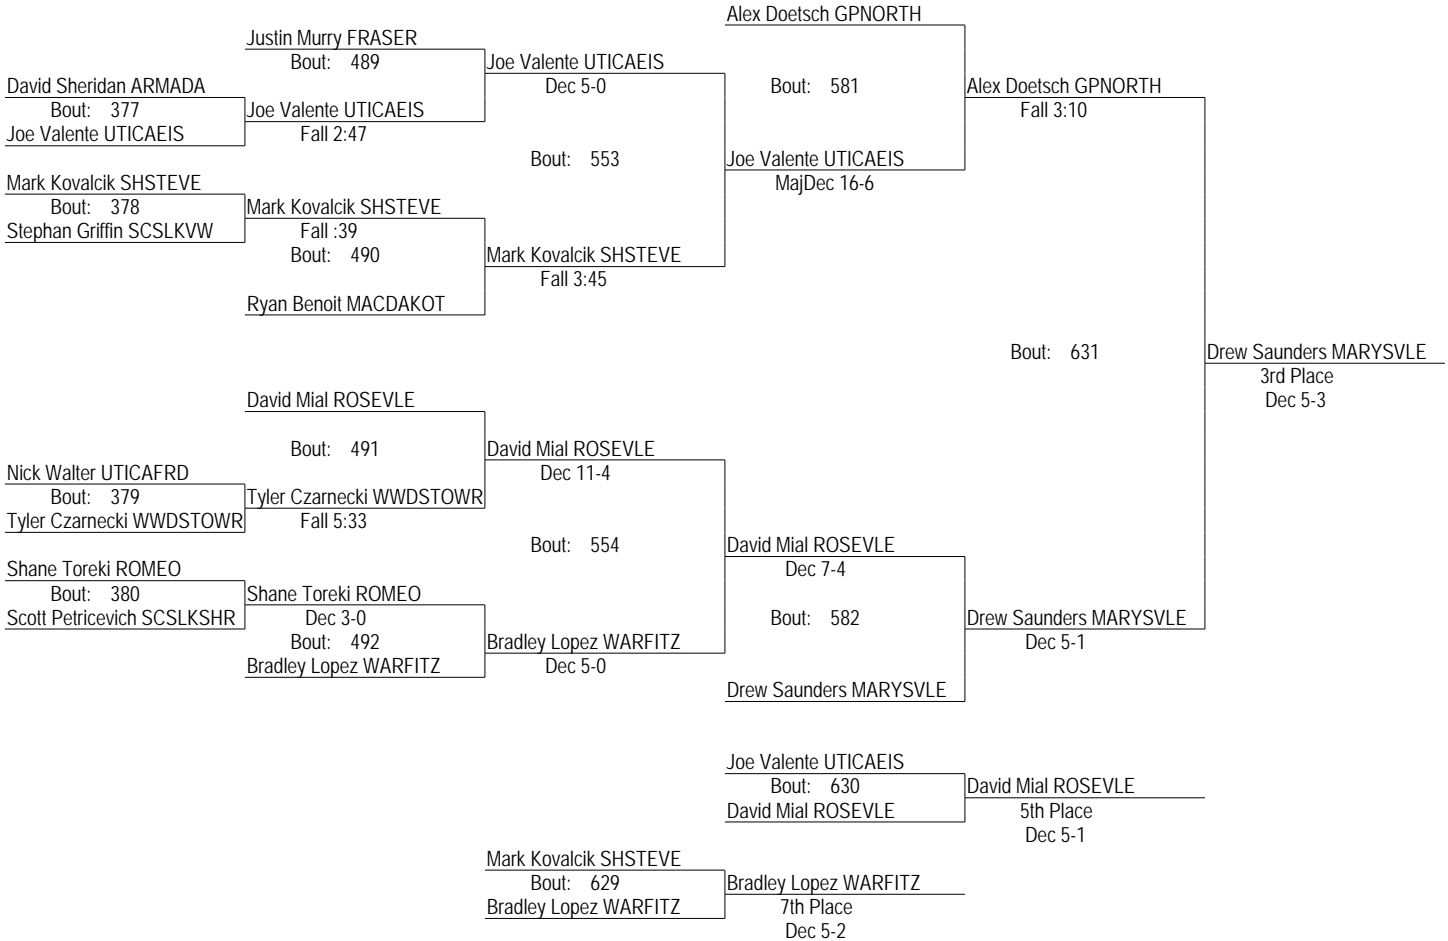 Alex Doetsch GPNORTH
Justin Murry FRASER
Bout: 489
Joe Valente UTICAEIS
Dec 5-0
David Sheridan ARMADA
Bout: 377
Joe Valente UTICAEIS
Joe Valente UTICAEIS
Fall 2:47
Bout: 581
Alex Doetsch GPNORTH
Fall 3:10
Bout: 553
Joe Valente UTICAEIS
MajDec 16-6
Mark Kovalcik SHSTEVE
Bout: 378
Stephan Griffin SCSLKVW
Mark Kovalcik SHSTEVE
Fall :39
Bout: 490
Mark Kovalcik SHSTEVE
Fall 3:45
Ryan Benoit MACDAKOT
Bout: 631
Drew Saunders MARYSVLE
3rd Place
Dec 5-3
David Mial ROSEVLE
Bout: 491
David Mial ROSEVLE
Dec 11-4
Nick Walter UTICAFRD
Bout: 379
Tyler Czarnecki WWDSTOWR
Tyler Czarnecki WWDSTOWR
Fall 5:33
Bout: 554
David Mial ROSEVLE
Dec 7-4
Shane Toreki ROMEO
Bout: 380
Scott Petricevich SCSLKSHR
Shane Toreki ROMEO
Dec 3-0
Bout: 492
Bradley Lopez WARFITZ
Bradley Lopez WARFITZ
Dec 5-0
Bout: 582
Drew Saunders MARYSVLE
Dec 5-1
Drew Saunders MARYSVLE
Joe Valente UTICAEIS
Bout: 630
David Mial ROSEVLE
David Mial ROSEVLE
5th Place
Dec 5-1
Mark Kovalcik SHSTEVE
Bout: 629
Bradley Lopez WARFITZ
Bradley Lopez WARFITZ
7th Place
Dec 5-2